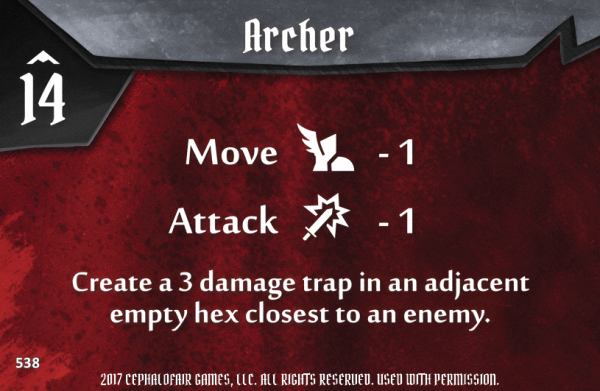 Archer
14
Move - 1
Attack - 1
Create a 3 damage trap in an adjacent
empty hex closest to an enemy.
538
2017 CEPHALOFAIR GAMES, LLC. ALL RIGHTS RESERVED. USED WITH PERMISSION.